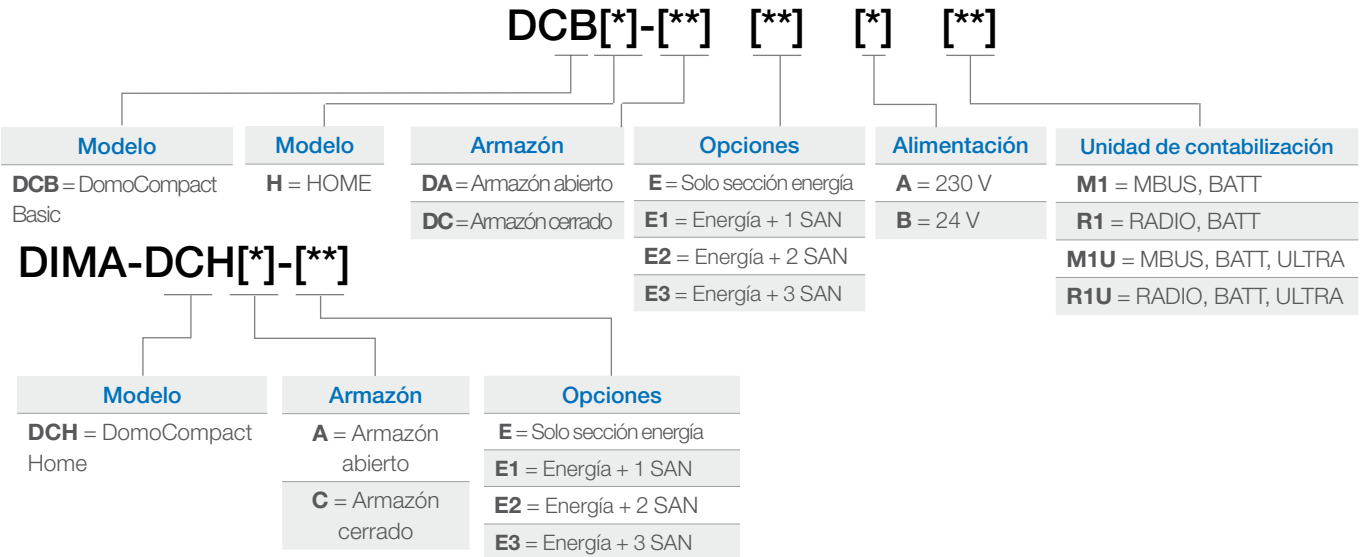 DCB[*]-[**] [**] [*] [**]
Modelo
DCB = DomoCompact
Basic
Modelo
H = HOME
Armazón
DA = Armazón abierto
DC = Armazón cerrado
Opciones
E = Solo sección energía
E1 = Energía + 1 SAN
E2 = Energía + 2 SAN
E3 = Energía + 3 SAN
Alimentación
A = 230 V
B = 24 V
Unidad de contabilización
M1 = MBUS, BATT
R1 = RADIO, BATT
M1U = MBUS, BATT, ULTRA
R1U = RADIO, BATT, ULTRA
DIMA-DCH[*]-[**]
Modelo
DCH = DomoCompact
Home
Armazón
A = Armazón
abierto
C = Armazón
cerrado
Opciones
E = Solo sección energía
E1 = Energía + 1 SAN
E2 = Energía + 2 SAN
E3 = Energía + 3 SAN